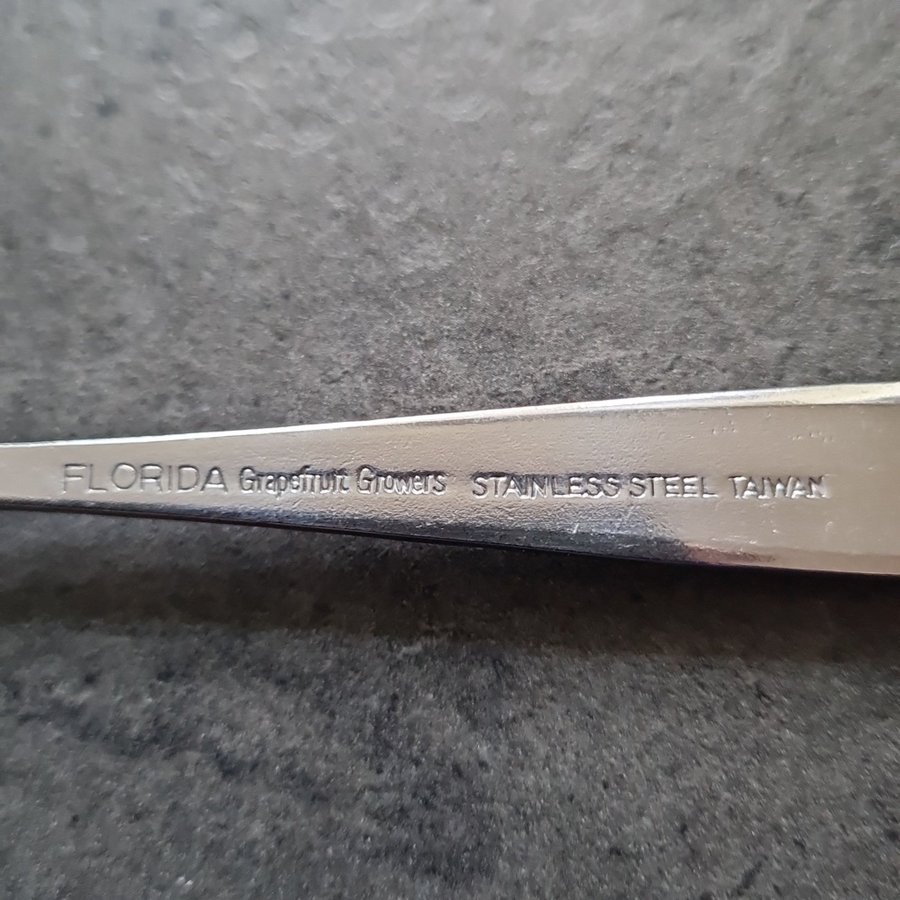 FLORIDA Grapefruit Growers STAINLESS STEEL TAIWAN